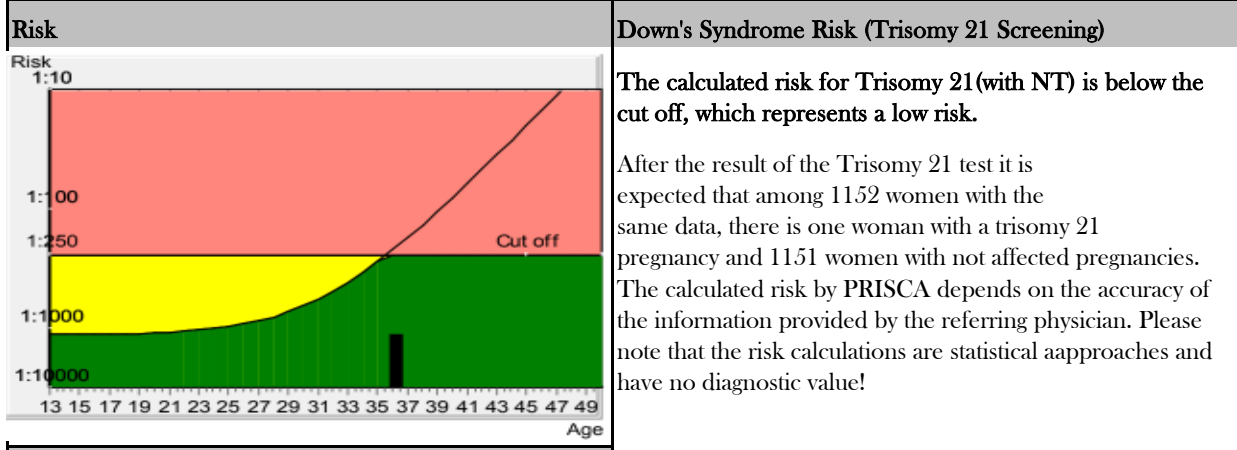 Risk
Risk
1:10
1:100
1:250
Cut off
1:1000
1:10000
13 15 17 19 21 23 25 27 29 31 33 35 37 39 41 43 45 47 49
Age
Down's Syndrome Risk (Trisomy 21 Screening)
The calculated risk for Trisomy 21(with NT) is below the
cut off, which represents a low risk.
After the result of the Trisomy 21 test it is
expected that among 1152 women with the
same data, there is one woman with a trisomy 21
pregnancy and 1151 women with not affected pregnancies.
The calculated risk by PRISCA depends on the accuracy of
the information provided by the referring physician. Please
note that the risk calculations are statistical aapproaches and
have no diagnostic value!